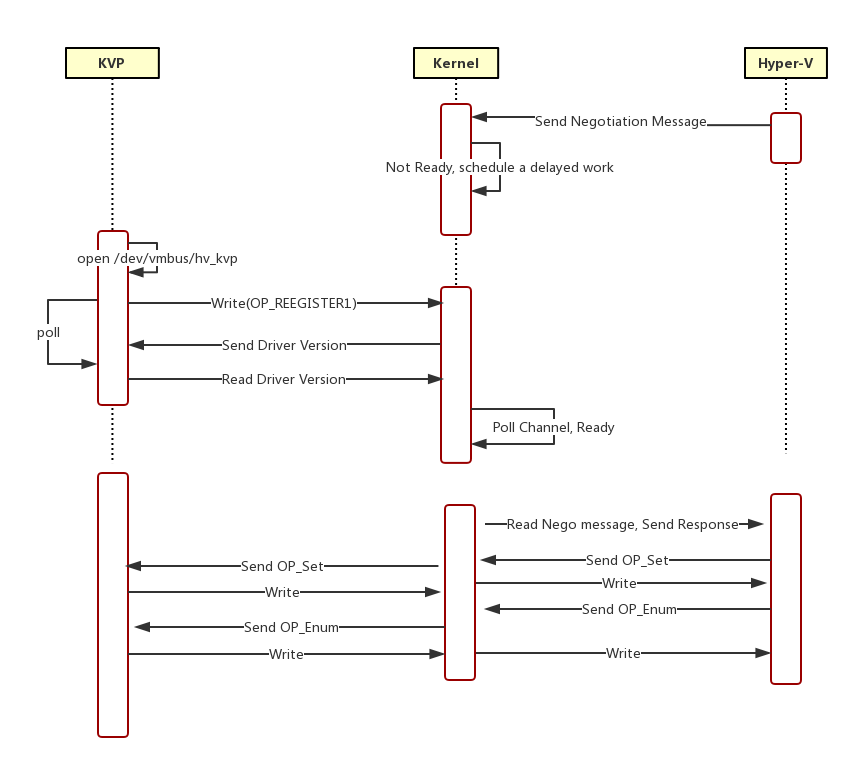 KVP
Kernel
Hyper-V
Send Negotiation Message
Not Ready, schedule a delayed work
open /dev/vmbus/hv_kvp
Write(OP_REEGISTER1)
poll
Send Driver Version
Read Driver Version
Poll Channel, Ready
Read Nego message, Send Response
Send OP_Set
Send OP_Set
Write
Write
Send OP_Enum
Send OP_Enum
Write
Write